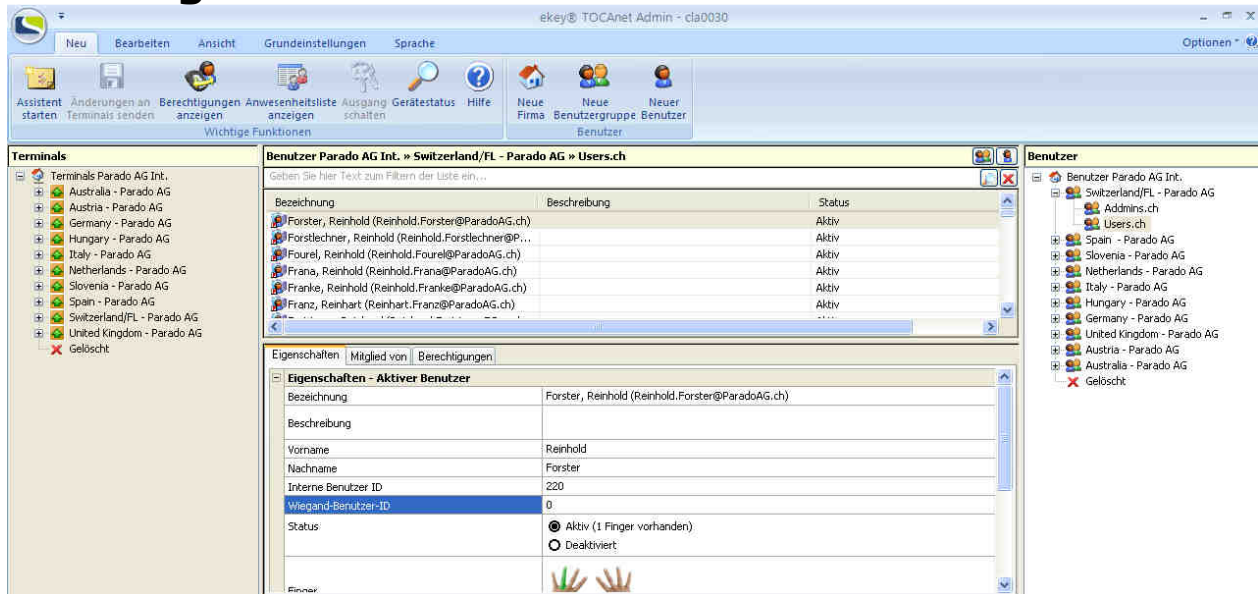 ekey® TOCAnet Admin - cla0030
Neu Bearbeiten Ansicht Grundeinstellungen Sprache Optionen
Assistent starten
Änderungen an Terminals senden
Berechtigungen anzeigen
Anwesenheitsliste anzeigen
Ausgang schalten
Gerätestatus
Hilfe
Neue Firma
Neue Benutzergruppe
Neuer Benutzer
Wichtige Funktionen
Benutzer
Terminals
Terminals Parado AG Int.
Australia - Parado AG
Austria - Parado AG
Germany - Parado AG
Hungary - Parado AG
Italy - Parado AG
Netherlands - Parado AG
Slovenia - Parado AG
Spain - Parado AG
Switzerland/FL - Parado AG
United Kingdom - Parado AG
Gelöscht
Benutzer Parado AG Int. » Switzerland/FL - Parado AG » Users.ch
Geben Sie hier Text zum Filtern der Liste ein...
Bezeichnung Beschreibung Status
Forster, Reinhold (Reinhold.Forster@ParadoAG.ch) Aktiv
Forstlechner, Reinhold (Reinhold.Forstlechner@P... Aktiv
Fourel, Reinhold (Reinhold.Fourel@ParadoAG.ch) Aktiv
Frana, Reinhold (Reinhold.Frana@ParadoAG.ch) Aktiv
Franke, Reinhold (Reinhold.Franke@ParadoAG.ch) Aktiv
Franz, Reinhart (Reinhart.Franz@ParadoAG.ch) Aktiv
Eigenschaften Mitglied von Berechtigungen
Eigenschaften - Aktiver Benutzer
Bezeichnung Forster, Reinhold (Reinhold.Forster@ParadoAG.ch)
Beschreibung
Vorname Reinhold
Nachname Forster
Interne Benutzer ID 220
Wiegand-Benutzer-ID 0
Status Aktiv (1 Finger vorhanden)
Deaktiviert
Finger
Benutzer
Benutzer Parado AG Int.
Switzerland/FL - Parado AG
Addmins.ch
Users.ch
Spain - Parado AG
Slovenia - Parado AG
Netherlands - Parado AG
Italy - Parado AG
Hungary - Parado AG
Germany - Parado AG
United Kingdom - Parado AG
Austria - Parado AG
Australia - Parado AG
Gelöscht